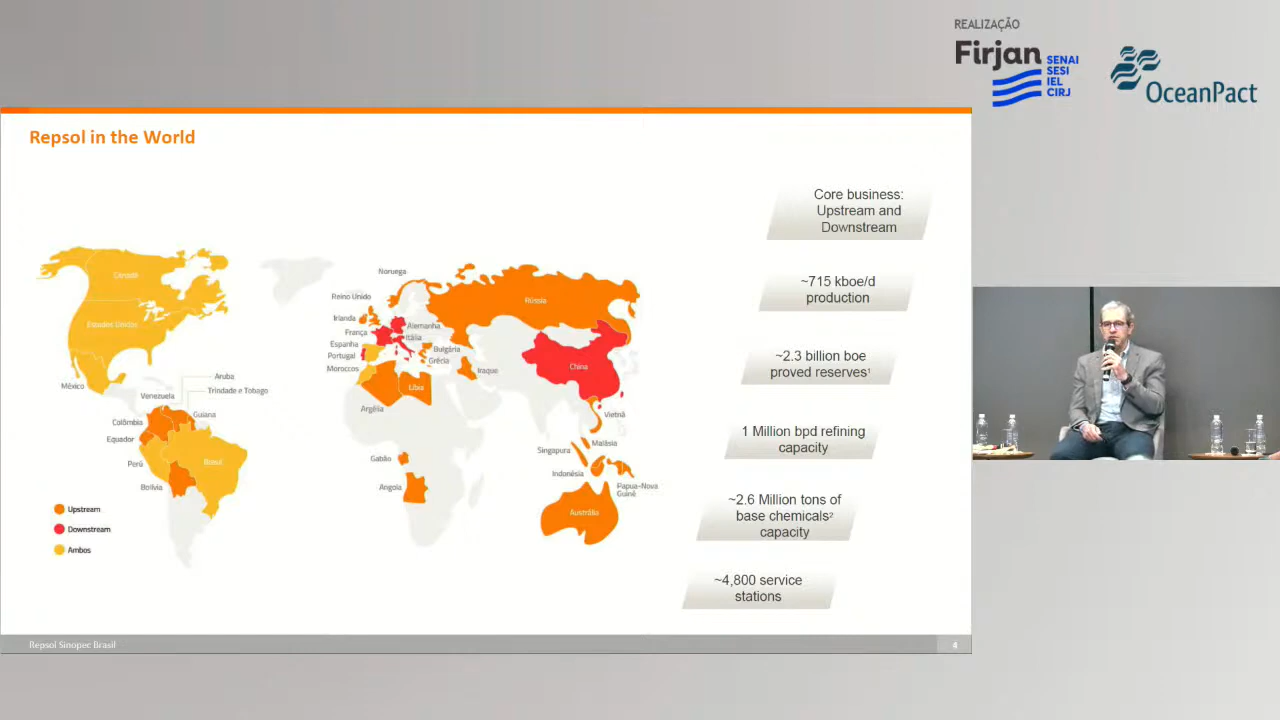 REALIZAÇÃO
Firjan
SENAI
SESI
IEL
CIRJ
OceanPact
Repsol in the World
Core business:
Upstream and
Downstream
~715 kboe/d
production
~2.3 billion boe
proved reserves¹
1 Million bpd refining
capacity
~2.6 Million tons of
base chemicals²
capacity
~4,800 service
stations
Canadá
Estados Unidos
México
Aruba
Trindade e Tobago
Venezuela
Guiana
Colômbia
Equador
Perú
Brasil
Bolívia
Noruega
Reino Unido
Irlanda
França
Espanha
Portugal
Marrocos
Alemanha
Itália
Bulgária
Grécia
Rússia
Iraque
China
Líbia
Argélia
Gabão
Angola
Vietnã
Malásia
Singapura
Indonésia
Papua-Nova
Guiné
Austrália
Upstream
Downstream
Ambos
Repsol Sinopec Brasil
4